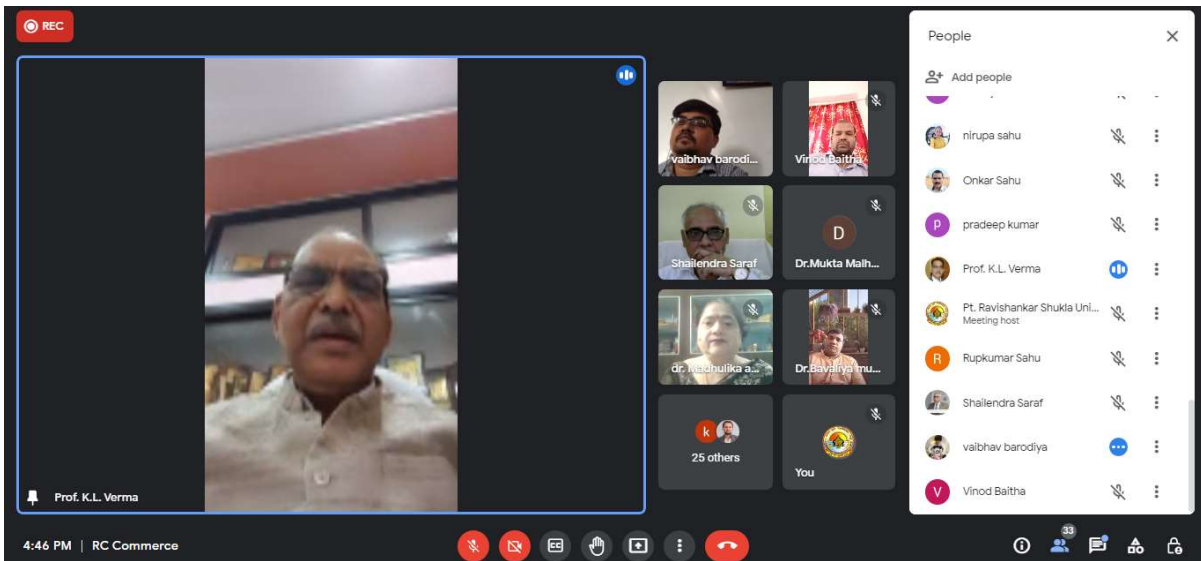 REC
Prof. K.L. Verma
vaibhav barodi...
Vinod Baitha
Shailendra Saraf
D
Dr.Mukta Malh...
dr. Madhulika a...
Dr.Bavaliya mu...
k
25 others
You
People
Add people
nirupa sahu
Onkar Sahu
p
pradeep kumar
Prof. K.L. Verma
Pt. Ravishankar Shukla Uni...
Meeting host
R
Rupkumar Sahu
Shailendra Saraf
vaibhav barodiya
V
Vinod Baitha
4:46 PM | RC Commerce
CC
33